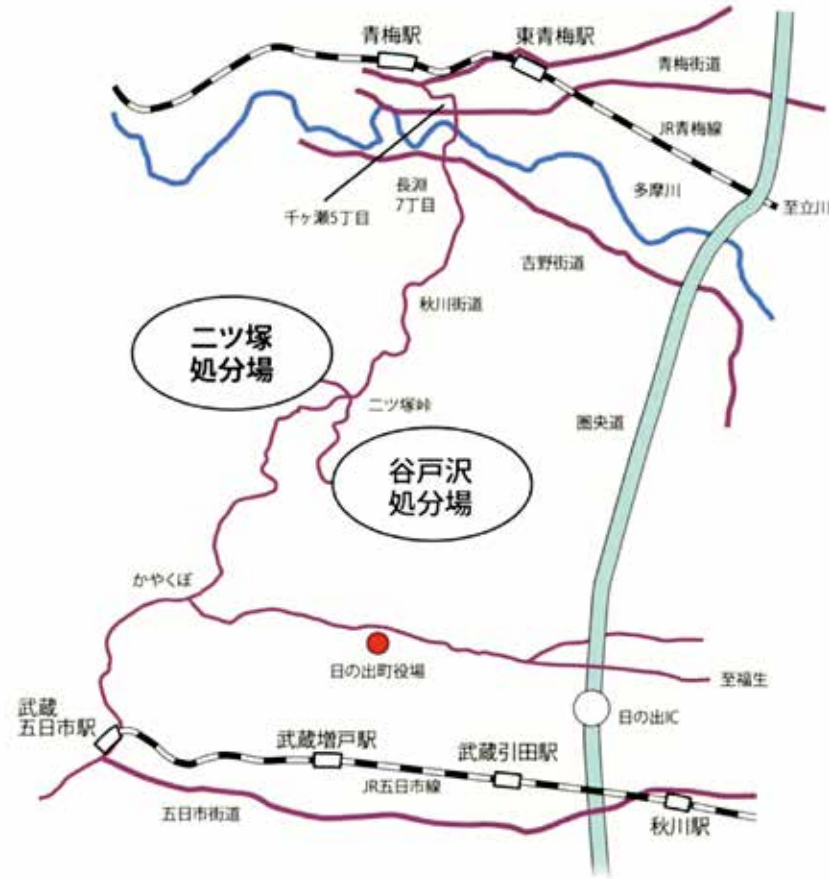 青梅駅
東青梅駅
青梅街道
JR青梅線
多摩川
至立川
千ヶ瀬5丁目
長淵
7丁目
吉野街道
秋川街道
二ツ塚
処分場
二ツ塚峠
圏央道
谷戸沢
処分場
かやくぼ
日の出町役場
至福生
武蔵
五日市駅
日の出IC
武蔵増戸駅
武蔵引田駅
JR五日市線
五日市街道
秋川駅